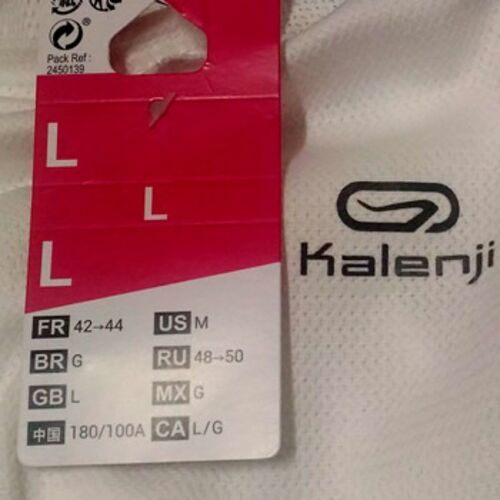 Pack Ref :
2450139
L
L
L
Kalenji
FR 42→44 US M
BR G RU 48→50
GB L MX G
中国 180/100A CA L/G